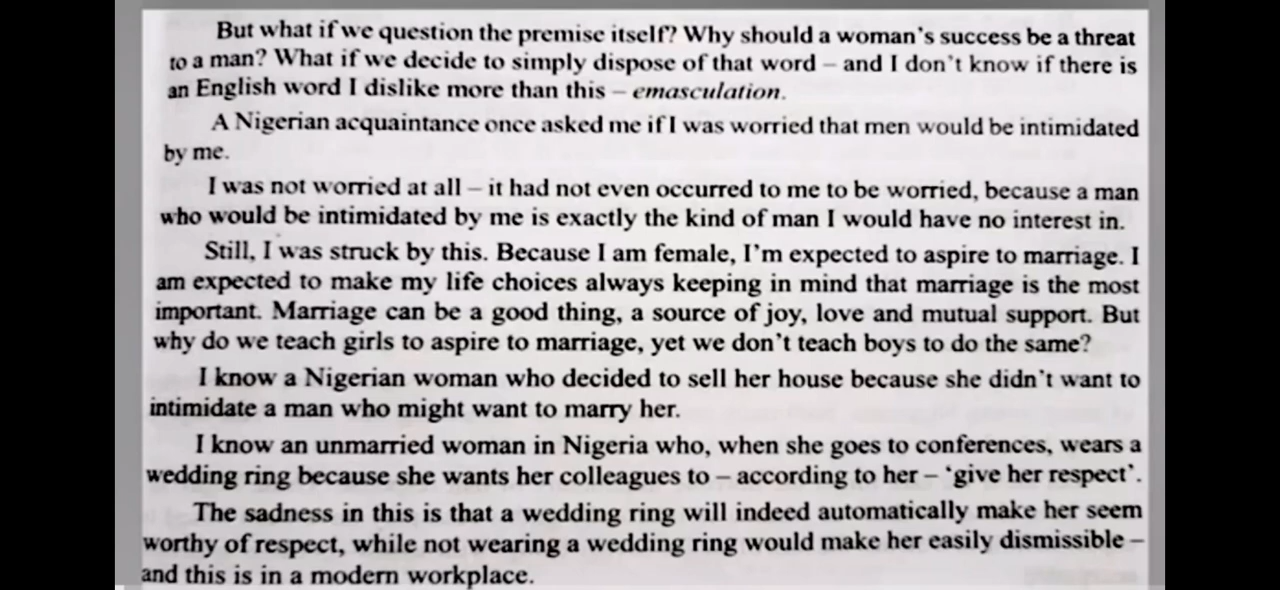 But what if we question the premise itself? Why should a woman's success be a threat
to a man? What if we decide to simply dispose of that word – and I don't know if there is
an English word I dislike more than this – emasculation.
A Nigerian acquaintance once asked me if I was worried that men would be intimidated
by me.
I was not worried at all – it had not even occurred to me to be worried, because a man
who would be intimidated by me is exactly the kind of man I would have no interest in.
Still, I was struck by this. Because I am female, I'm expected to aspire to marriage. I
am expected to make my life choices always keeping in mind that marriage is the most
important. Marriage can be a good thing, a source of joy, love and mutual support. But
why do we teach girls to aspire to marriage, yet we don't teach boys to do the same?
I know a Nigerian woman who decided to sell her house because she didn't want to
intimidate a man who might want to marry her.
I know an unmarried woman in Nigeria who, when she goes to conferences, wears a
wedding ring because she wants her colleagues to – according to her – 'give her respect'.
The sadness in this is that a wedding ring will indeed automatically make her seem
worthy of respect, while not wearing a wedding ring would make her easily dismissible –
and this is in a modern workplace.